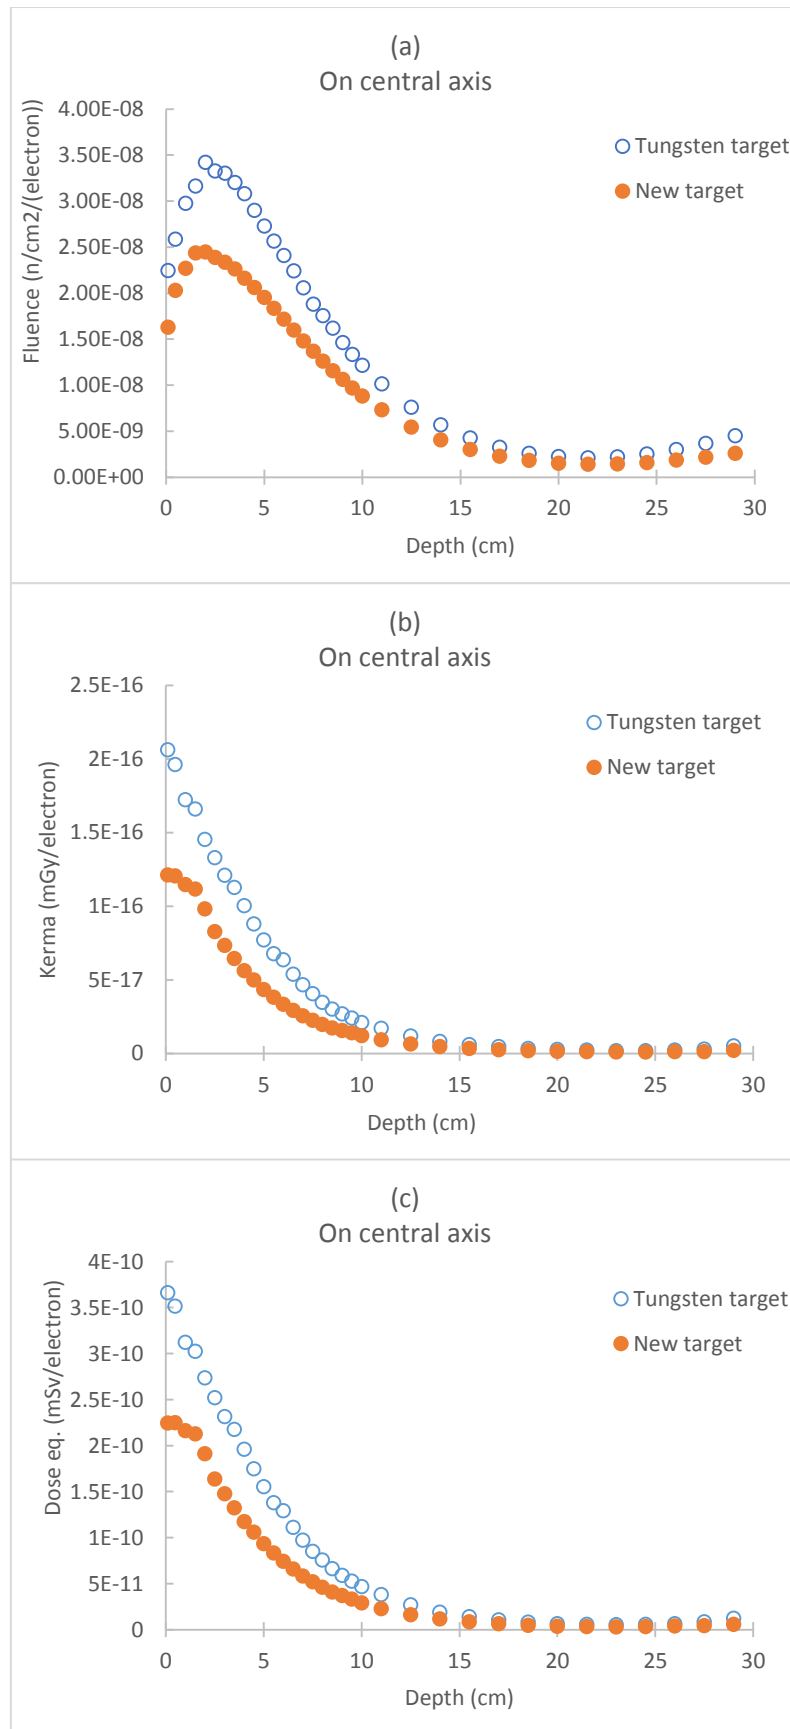 (a)
On central axis
Fluence (n/cm2/(electron))
4.00E-08
3.50E-08
3.00E-08
2.50E-08
2.00E-08
1.50E-08
1.00E-08
5.00E-09
0.00E+00
Tungsten target
New target
0 5 10 15 20 25 30
Depth (cm)
(b)
On central axis
Kerma (mGy/electron)
2.5E-16
2E-16
1.5E-16
1E-16
5E-17
0
Tungsten target
New target
0 5 10 15 20 25 30
Depth (cm)
(c)
On central axis
Dose eq. (mSv/electron)
4E-10
3.5E-10
3E-10
2.5E-10
2E-10
1.5E-10
1E-10
5E-11
0
Tungsten target
New target
0 5 10 15 20 25 30
Depth (cm)